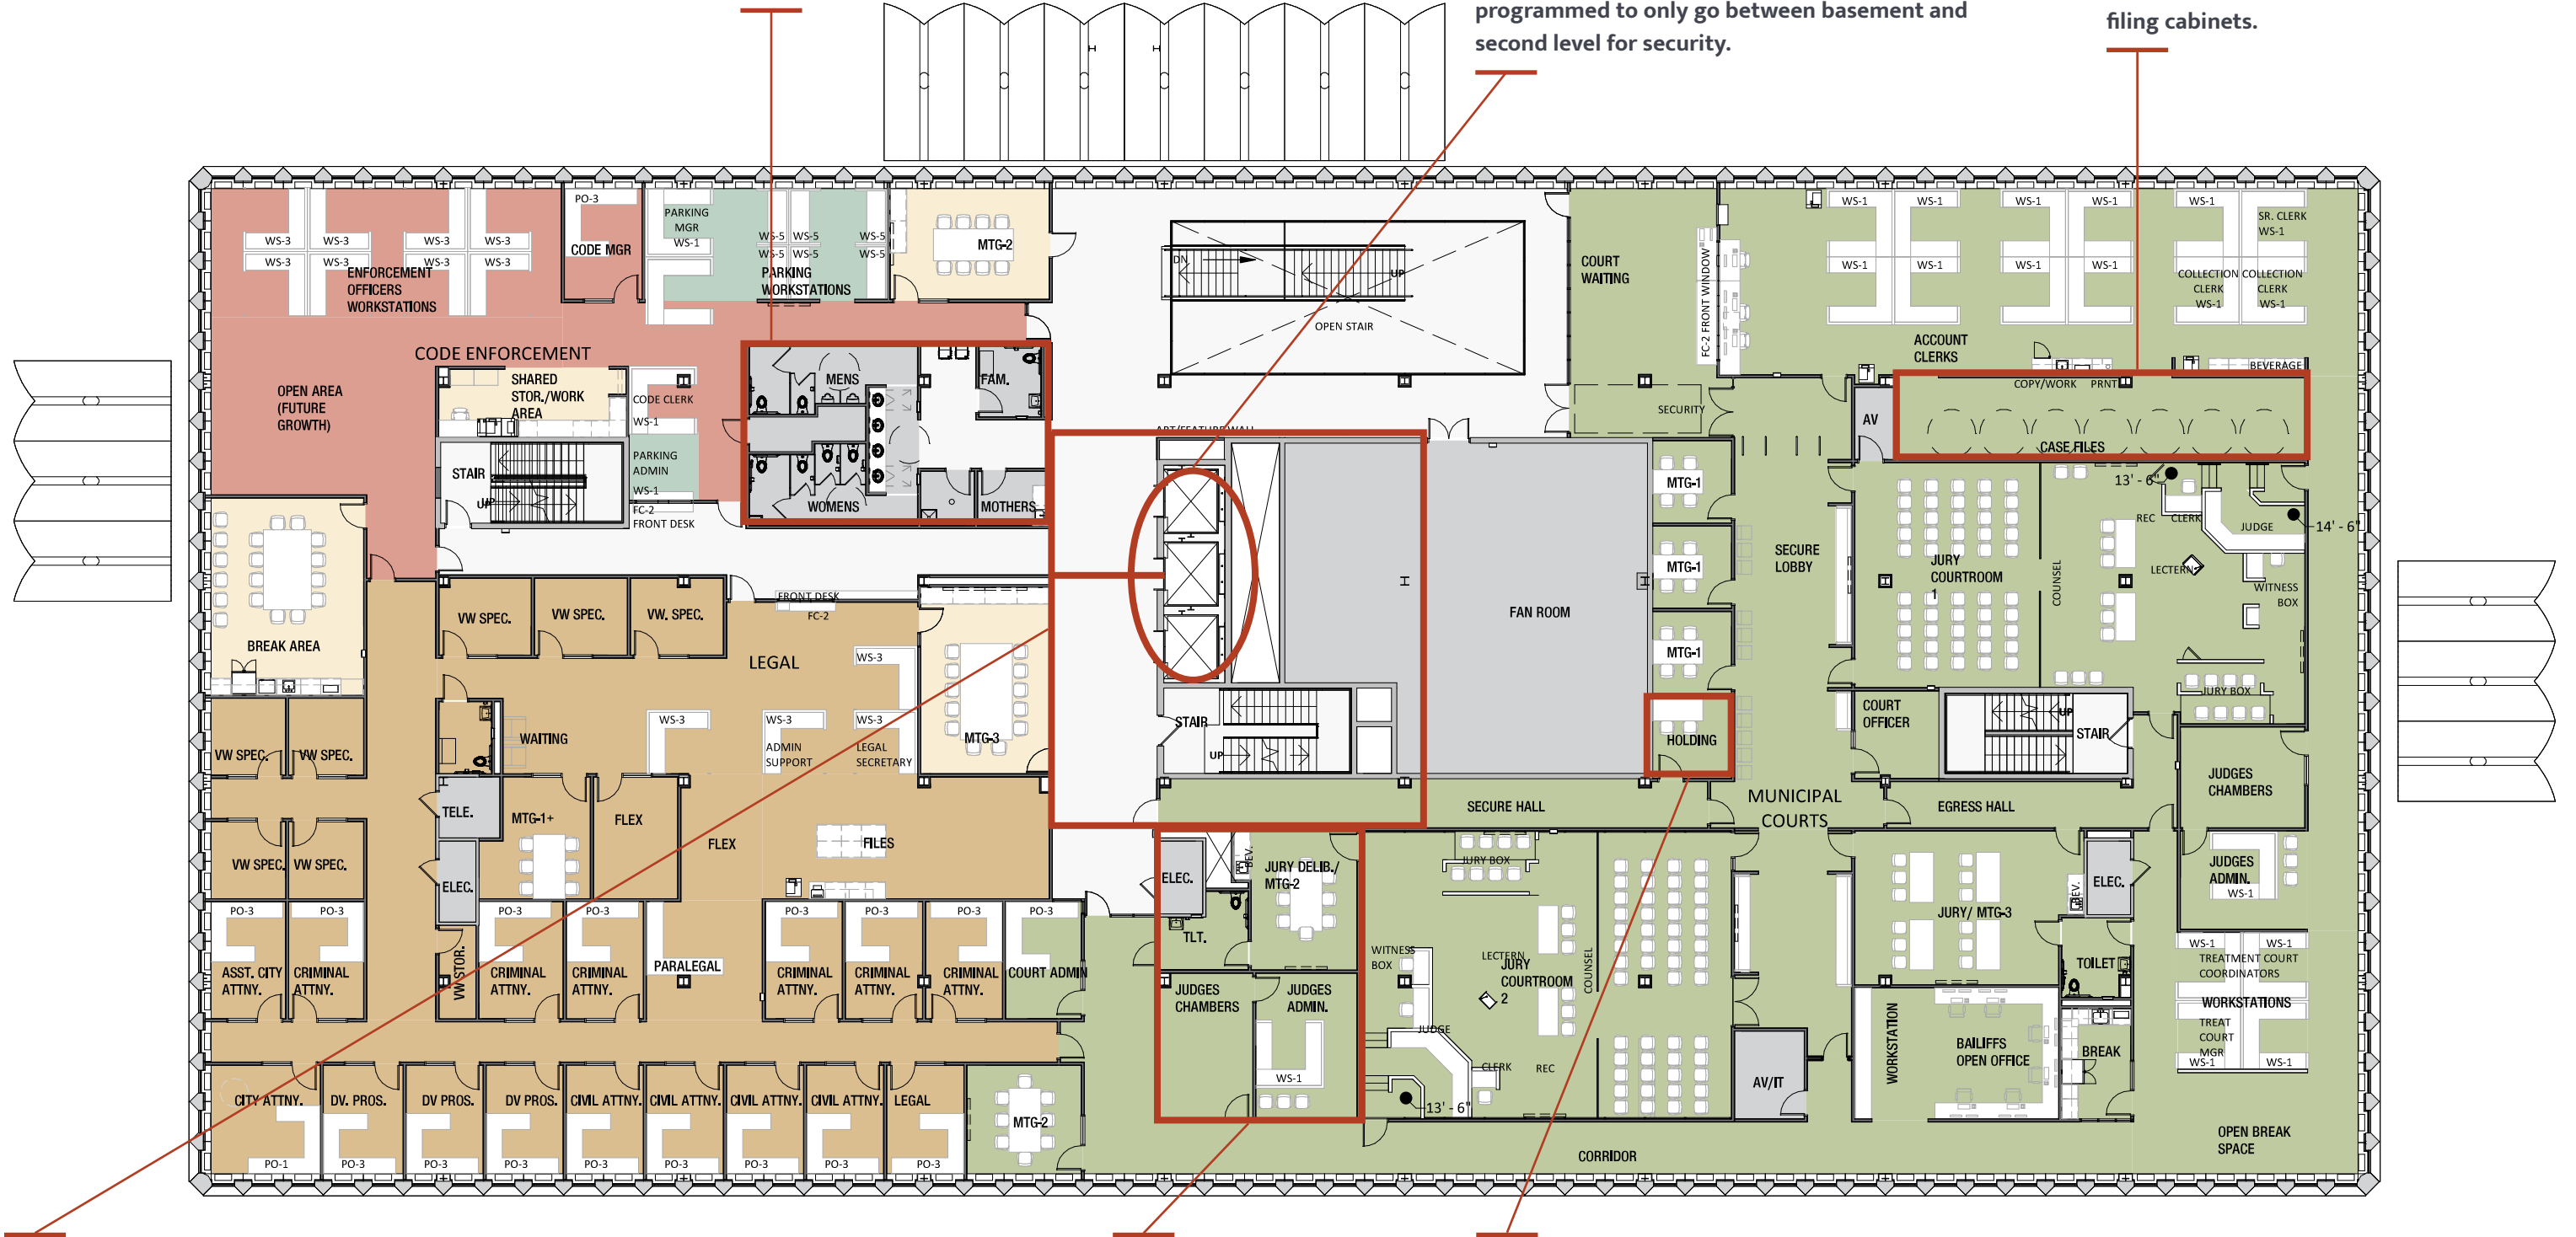 programmed to only go between basement and
second level for security.
filing cabinets.
PO-3
CODE MGR
PARKING
MGR
WS-1
WS-5 WS-5 WS-5
WS-5 WS-5 WS-5
PARKING
WORKSTATIONS
MTG-2
WS-3 WS-3 WS-3 WS-3
WS-3 WS-3 WS-3 WS-3
ENFORCEMENT
OFFICERS
WORKSTATIONS
CODE ENFORCEMENT
OPEN AREA
(FUTURE
GROWTH)
SHARED
STOR./WORK
AREA
CODE CLERK
WS-1
PARKING
ADMIN
WS-1
FC-2
FRONT DESK
STAIR
UP
MENS
FAM.
WOMENS
MOTHERS
DN
UP
OPEN STAIR
ART/FEATURE WALL
COURT
WAITING
FC-2 FRONT WINDOW
SECURITY
WS-1 WS-1 WS-1 WS-1 WS-1
SR. CLERK
WS-1
WS-1 WS-1 WS-1 WS-1
COLLECTION COLLECTION
CLERK CLERK
WS-1 WS-1
ACCOUNT
CLERKS
BEVERAGE
COPY/WORK PRNT
AV
CASE FILES
13' - 6"
REC CLERK
JUDGE
14' - 6"
LECTERN
WITNESS
BOX
COUNSEL
JURY
COURTROOM
1
JURY BOX
MTG-1
MTG-1
MTG-1
HOLDING
SECURE
LOBBY
FAN ROOM
COURT
OFFICER
UP
STAIR
JUDGES
CHAMBERS
BREAK AREA
VW SPEC. VW SPEC. VW. SPEC.
FRONT DESK
FC-2
LEGAL
WS-3
WS-3 WS-3 WS-3
ADMIN
SUPPORT
LEGAL
SECRETARY
MTG-3
WAITING
VW SPEC. VW SPEC.
STAIR
UP
SECURE HALL
MUNICIPAL
COURTS
EGRESS HALL
TELE.
MTG-1+
FLEX
FLEX
FILES
VW SPEC. VW SPEC.
ELEC.
ELEC.
BEV.
JURY DELIB./
MTG-2
JURY BOX
TLT.
JUDGES
CHAMBERS
JUDGES
ADMIN.
WS-1
WITNESS
BOX
LECTERN
JURY
COURTROOM
2
COUNSEL
JUDGE
CLERK REC
13' - 6"
JURY/ MTG-3
BEV.
ELEC.
JUDGES
ADMIN.
WS-1
TOILET
WS-1 WS-1
TREATMENT COURT
COORDINATORS
WORKSTATIONS
TREAT
COURT
MGR
WS-1 WS-1
WORKSTATION
BAILIFFS
OPEN OFFICE
BREAK
AV/IT
PO-3 PO-3 PO-3 PO-3 PO-3 PO-3 PO-3 PO-3
ASST. CITY
ATTNY.
CRIMINAL
ATTNY.
VW STOR.
CRIMINAL
ATTNY.
CRIMINAL
ATTNY.
PARALEGAL
CRIMINAL
ATTNY.
CRIMINAL
ATTNY.
CRIMINAL
ATTNY.
COURT ADMIN
CITY ATTNY. DV. PROS. DV PROS. DV PROS. CIVIL ATTNY. CIVIL ATTNY. CIVIL ATTNY. CIVIL ATTNY. LEGAL
MTG-2
PO-1 PO-3 PO-3 PO-3 PO-3 PO-3 PO-3 PO-3 PO-3
CORRIDOR
OPEN BREAK
SPACE